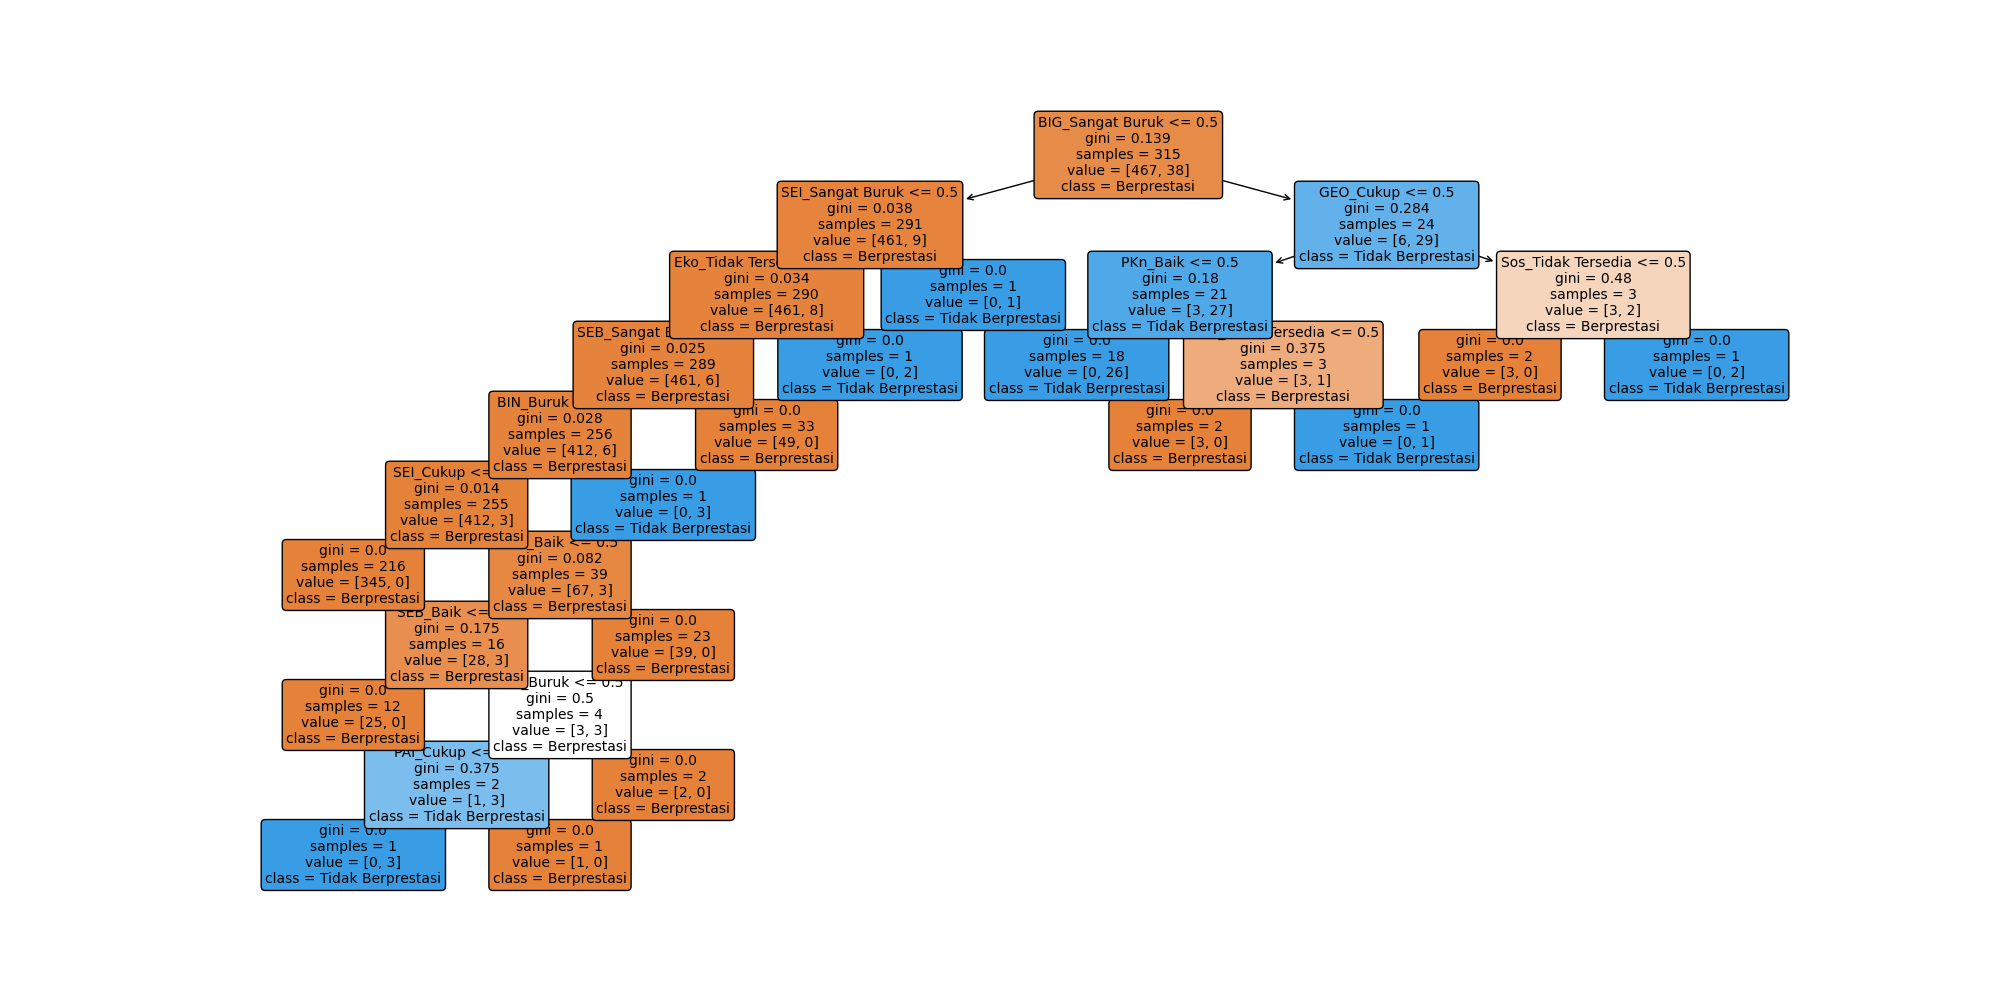 BIG_Sangat Buruk <= 0.5
gini = 0.139
samples = 315
value = [467, 38]
class = Berprestasi
SEI_Sangat Buruk <= 0.5
gini = 0.038
samples = 291
value = [461, 9]
class = Berprestasi
GEO_Cukup <= 0.5
gini = 0.284
samples = 24
value = [6, 29]
class = Tidak Berprestasi
Eko_Tidak
gini = 0.034
samples = 290
value = [461, 8]
class = Berprestasi
gini = 0.0
samples = 1
value = [0, 1]
class = Tidak Berprestasi
PKn_Baik <= 0.5
gini = 0.18
samples = 21
value = [3, 27]
class = Tidak Berprestasi
Sos_Tidak Tersedia <= 0.5
gini = 0.48
samples = 3
value = [3, 2]
class = Berprestasi
SEB_Sangat
gini = 0.025
samples = 289
value = [461, 6]
class = Berprestasi
gini = 0.0
samples = 1
value = [0, 2]
class = Tidak Berprestasi
gini = 0.0
samples = 18
value = [0, 26]
class = Tidak Berprestasi
Tersedia <= 0.5
gini = 0.375
samples = 3
value = [3, 1]
class = Berprestasi
gini = 0.0
samples = 2
value = [3, 0]
class = Berprestasi
gini = 0.0
samples = 1
value = [0, 2]
class = Tidak Berprestasi
BIN_Buruk
gini = 0.028
samples = 256
value = [412, 6]
class = Berprestasi
gini = 0.0
samples = 33
value = [49, 0]
class = Berprestasi
gini = 0.0
samples = 2
value = [3, 0]
class = Berprestasi
gini = 0.0
samples = 1
value = [0, 1]
class = Tidak Berprestasi
SEI_Cukup <=
gini = 0.014
samples = 255
value = [412, 3]
class = Berprestasi
gini = 0.0
samples = 1
value = [0, 3]
class = Tidak Berprestasi
gini = 0.0
samples = 216
value = [345, 0]
class = Berprestasi
_Baik <= 0.5
gini = 0.082
samples = 39
value = [67, 3]
class = Berprestasi
SEB_Baik <=
gini = 0.175
samples = 16
value = [28, 3]
class = Berprestasi
gini = 0.0
samples = 23
value = [39, 0]
class = Berprestasi
gini = 0.0
samples = 12
value = [25, 0]
class = Berprestasi
_Buruk <= 0.5
gini = 0.5
samples = 4
value = [3, 3]
class = Berprestasi
PAI_Cukup <=
gini = 0.375
samples = 2
value = [1, 3]
class = Tidak Berprestasi
gini = 0.0
samples = 2
value = [2, 0]
class = Berprestasi
gini = 0.0
samples = 1
value = [0, 3]
class = Tidak Berprestasi
gini = 0.0
samples = 1
value = [1, 0]
class = Berprestasi